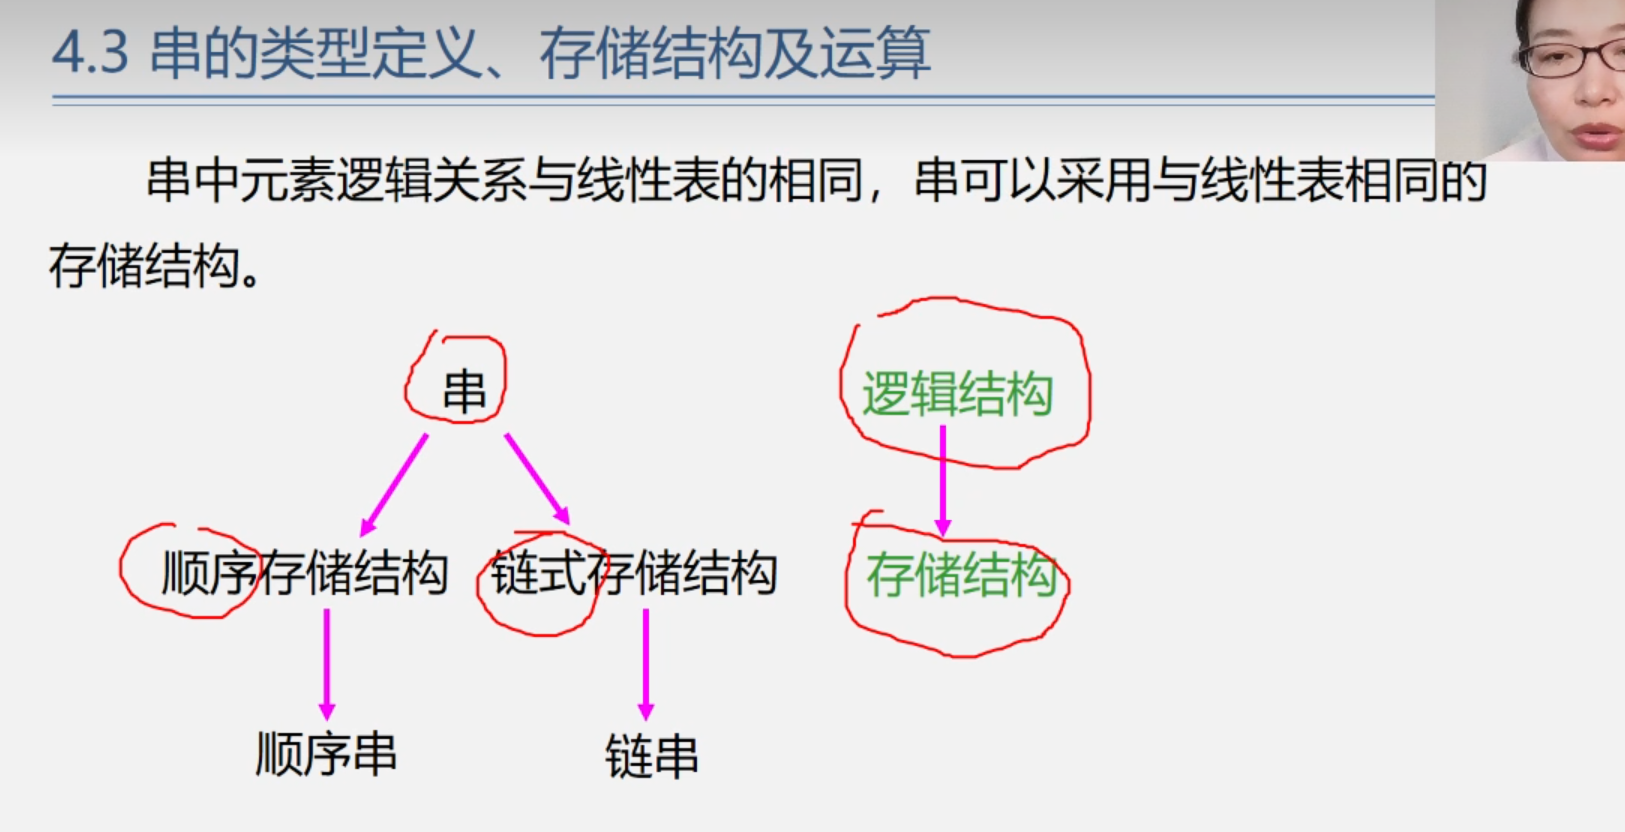 4.3 串的类型定义、存储结构及运算
串中元素逻辑关系与线性表的相同，串可以采用与线性表相同的
存储结构。
串
逻辑结构
顺序存储结构
链式存储结构
存储结构
顺序串
链串